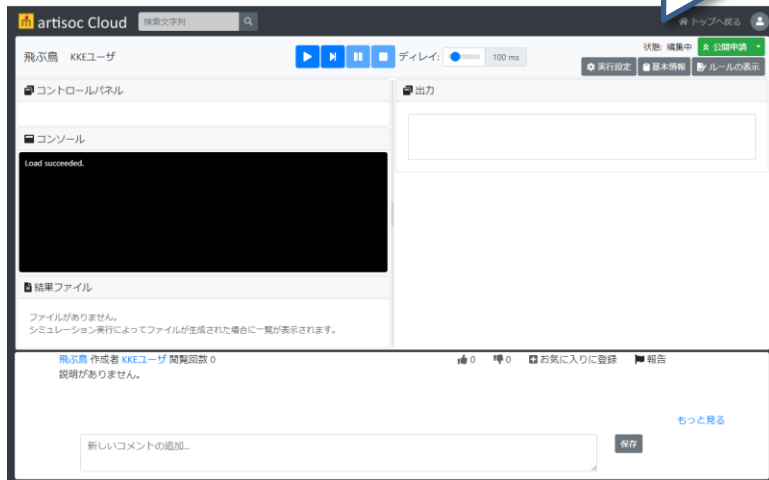 artisoc Cloud 検索文字列 トップへ戻る
飛ぶ鳥 KKEユーザ ディレイ: 100 ms 状態: 編集中 公開申請
実行設定 基本情報 ルールの表示
コントロールパネル
出力
コンソール
Load succeeded.
結果ファイル
ファイルがありません。
シミュレーション実行によってファイルが生成された場合に一覧が表示されます。
飛ぶ鳥 作成者 KKEユーザ 閲覧回数 0 0 0 お気に入りに登録 報告
説明がありません。
もっと見る
新しいコメントの追加... 保存